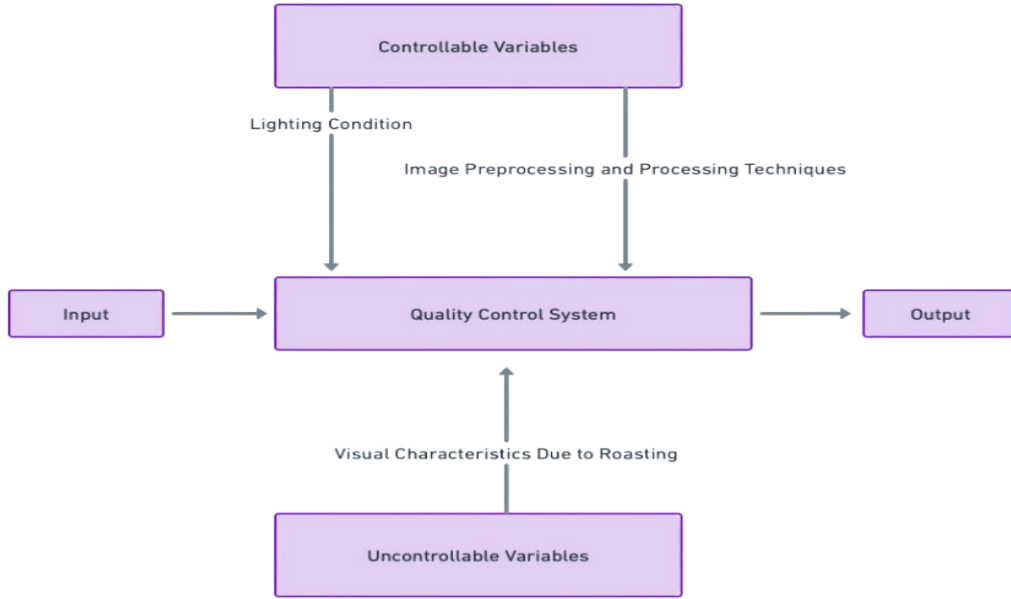 Controllable Variables
Lighting Condition
Image Preprocessing and Processing Techniques
Input
Quality Control System
Output
Visual Characteristics Due to Roasting
Uncontrollable Variables